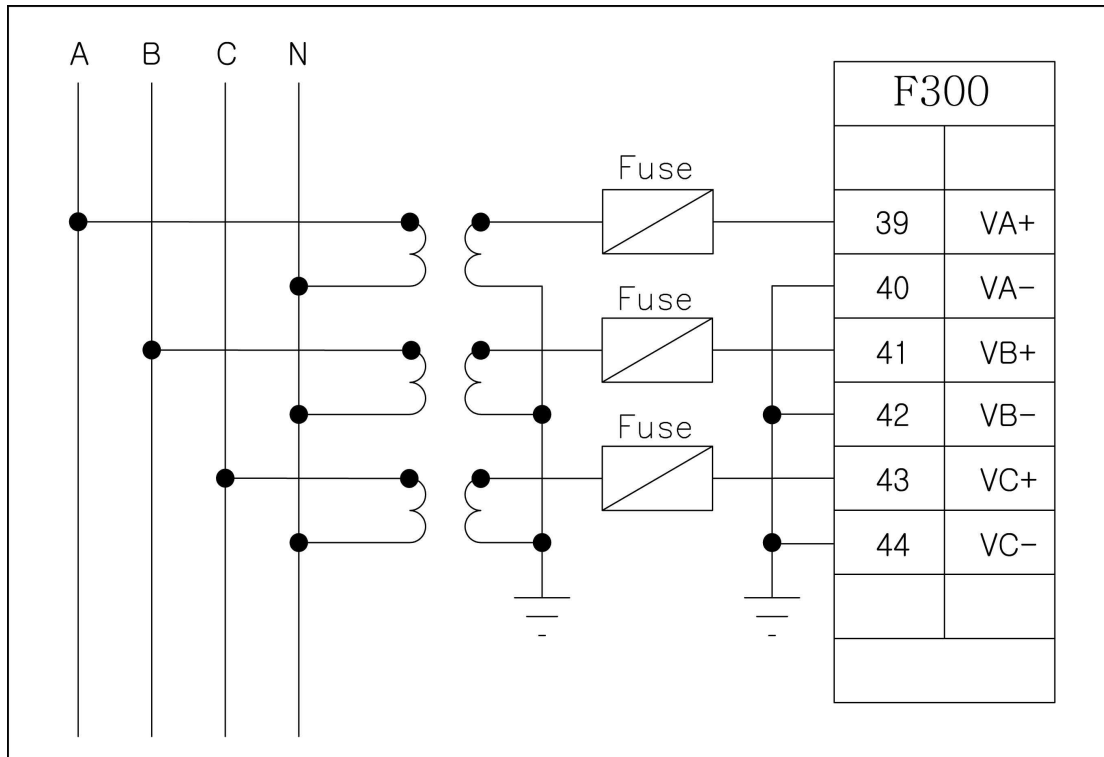 A B C N
F300
Fuse
39 VA+
40 VA-
Fuse
41 VB+
42 VB-
Fuse
43 VC+
44 VC-